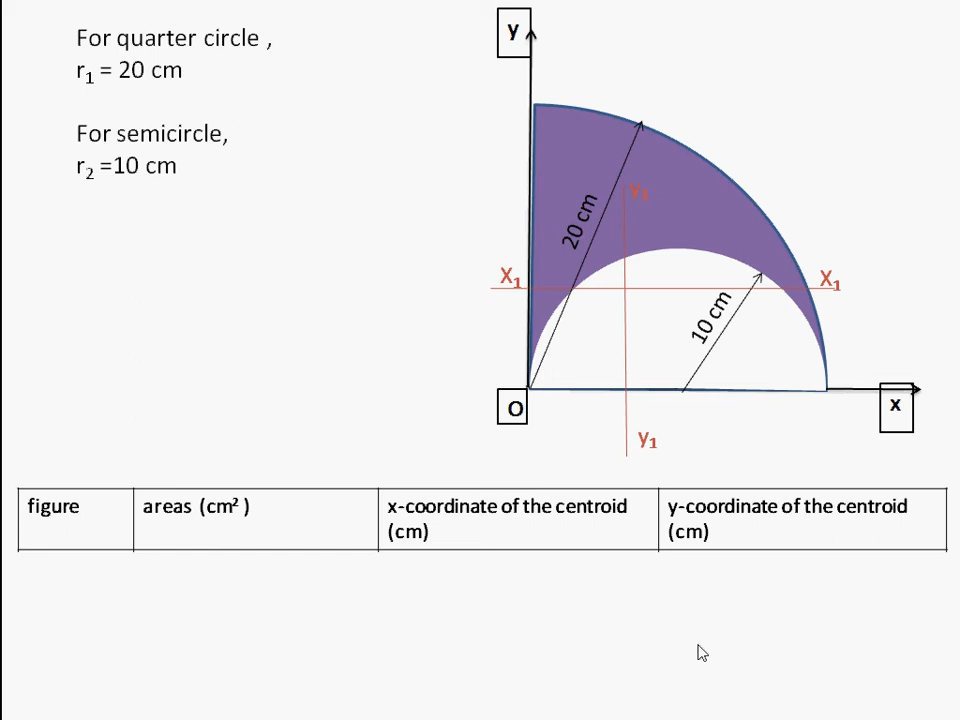 For quarter circle ,
r₁ = 20 cm
For semicircle,
r₂ =10 cm
y
y₁
20 cm
X₁
X₁
10 cm
O
x
y₁
figure
areas (cm² )
x-coordinate of the centroid
(cm)
y-coordinate of the centroid
(cm)